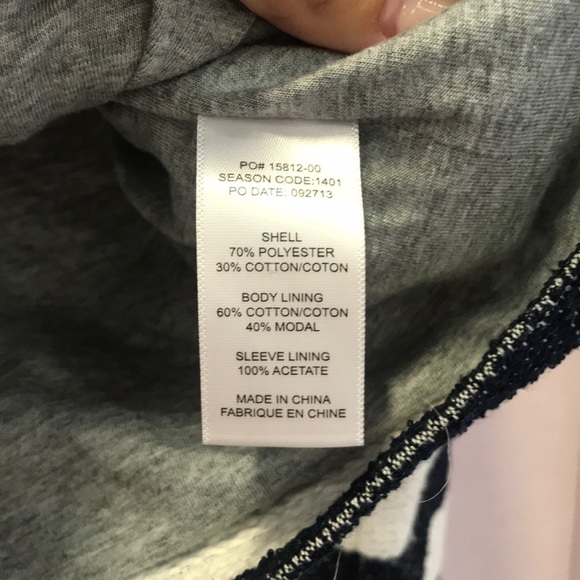 PO# 15812-00
SEASON CODE:1401
PO DATE: 092713
SHELL
70% POLYESTER
30% COTTON/COTON
BODY LINING
60% COTTON/COTON
40% MODAL
SLEEVE LINING
100% ACETATE
MADE IN CHINA
FABRIQUE EN CHINE